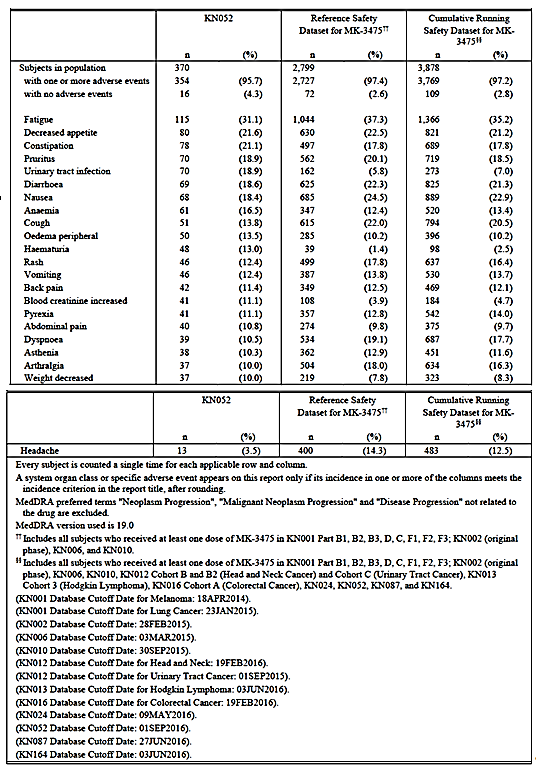 KN052 Reference Safety Dataset for MK-3475†† Cumulative Running Safety Dataset for MK-3475§§
n (%) n (%) n (%)
Subjects in population 370 2,799 3,878
with one or more adverse events 354 (95.7) 2,727 (97.4) 3,769 (97.2)
with no adverse events 16 (4.3) 72 (2.6) 109 (2.8)
Fatigue 115 (31.1) 1,044 (37.3) 1,366 (35.2)
Decreased appetite 80 (21.6) 630 (22.5) 821 (21.2)
Constipation 78 (21.1) 497 (17.8) 689 (17.8)
Pruritus 70 (18.9) 562 (20.1) 719 (18.5)
Urinary tract infection 70 (18.9) 162 (5.8) 273 (7.0)
Diarrhoea 69 (18.6) 625 (22.3) 825 (21.3)
Nausea 68 (18.4) 685 (24.5) 889 (22.9)
Anaemia 61 (16.5) 347 (12.4) 520 (13.4)
Cough 51 (13.8) 615 (22.0) 794 (20.5)
Oedema peripheral 50 (13.5) 285 (10.2) 396 (10.2)
Haematuria 48 (13.0) 39 (1.4) 98 (2.5)
Rash 46 (12.4) 499 (17.8) 637 (16.4)
Vomiting 46 (12.4) 387 (13.8) 530 (13.7)
Back pain 42 (11.4) 349 (12.5) 469 (12.1)
Blood creatinine increased 41 (11.1) 108 (3.9) 184 (4.7)
Pyrexia 41 (11.1) 357 (12.8) 542 (14.0)
Abdominal pain 40 (10.8) 274 (9.8) 375 (9.7)
Dyspnoea 39 (10.5) 534 (19.1) 687 (17.7)
Asthenia 38 (10.3) 362 (12.9) 451 (11.6)
Arthralgia 37 (10.0) 504 (18.0) 634 (16.3)
Weight decreased 37 (10.0) 219 (7.8) 323 (8.3)
KN052 Reference Safety Dataset for MK-3475†† Cumulative Running Safety Dataset for MK-3475§§
n (%) n (%) n (%)
Headache 13 (3.5) 400 (14.3) 483 (12.5)
Every subject is counted a single time for each applicable row and column.
A system organ class or specific adverse event appears on this report only if its incidence in one or more of the columns meets the
incidence criterion in the report title, after rounding.
MedDRA preferred terms "Neoplasm Progression", "Malignant Neoplasm Progression" and "Disease Progression" not related to
the drug are excluded.
MedDRA version used is 19.0
†† Includes all subjects who received at least one dose of MK-3475 in KN001 Part B1, B2, B3, D, C, F1, F2, F3; KN002 (original
phase), KN006, and KN010.
§§ Includes all subjects who received at least one dose of MK-3475 in KN001 Part B1, B2, B3, D, C, F1, F2, F3; KN002 (original
phase), KN006, KN010, KN012 Cohort B and B2 (Head and Neck Cancer) and Cohort C (Urinary Tract Cancer), KN013
Cohort 3 (Hodgkin Lymphoma), KN016 Cohort A (Colorectal Cancer), KN024, KN052, KN087, and KN164.
(KN001 Database Cutoff Date for Melanoma: 18APR2014).
(KN001 Database Cutoff Date for Lung Cancer: 23JAN2015).
(KN002 Database Cutoff Date: 28FEB2015).
(KN006 Database Cutoff Date: 03MAR2015).
(KN010 Database Cutoff Date: 30SEP2015).
(KN012 Database Cutoff Date for Head and Neck: 19FEB2016).
(KN012 Database Cutoff Date for Urinary Tract Cancer: 01SEP2015).
(KN013 Database Cutoff Date for Hodgkin Lymphoma: 03JUN2016).
(KN016 Database Cutoff Date for Colorectal Cancer: 19FEB2016).
(KN024 Database Cutoff Date: 09MAY2016).
(KN052 Database Cutoff Date: 01SEP2016).
(KN087 Database Cutoff Date: 27JUN2016).
(KN164 Database Cutoff Date: 03JUN2016).